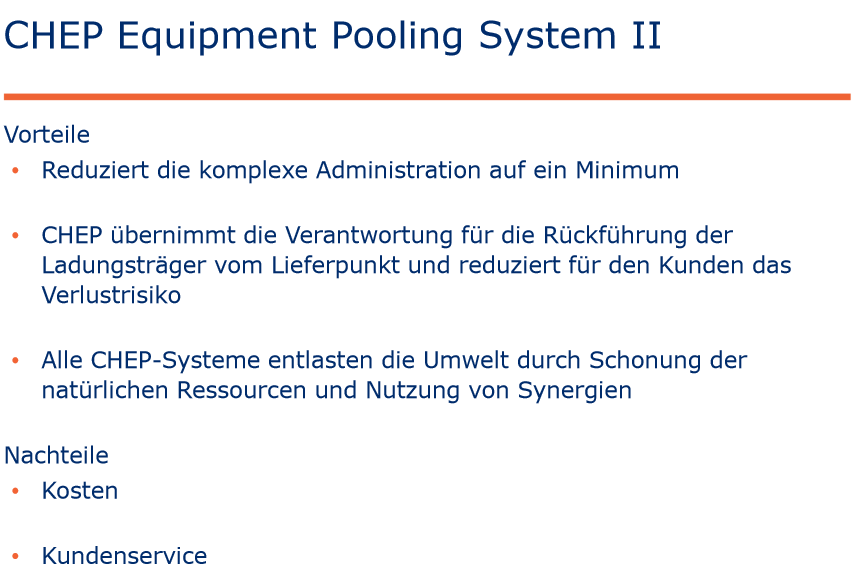 CHEP Equipment Pooling System II
Vorteile
• Reduziert die komplexe Administration auf ein Minimum
• CHEP übernimmt die Verantwortung für die Rückführung der
Ladungsträger vom Lieferpunkt und reduziert für den Kunden das
Verlustrisiko
• Alle CHEP-Systeme entlasten die Umwelt durch Schonung der
natürlichen Ressourcen und Nutzung von Synergien
Nachteile
• Kosten
• Kundenservice